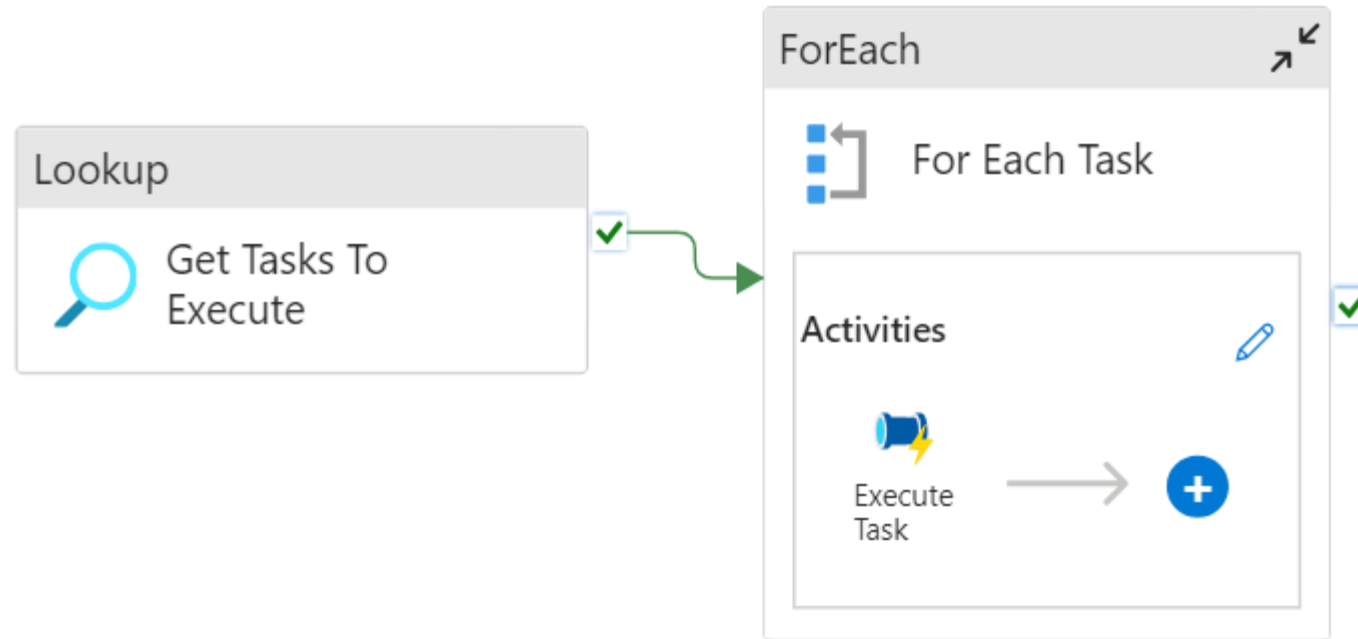 ForEach
Lookup
For Each Task
Get Tasks To
Execute
Activities
Execute
Task